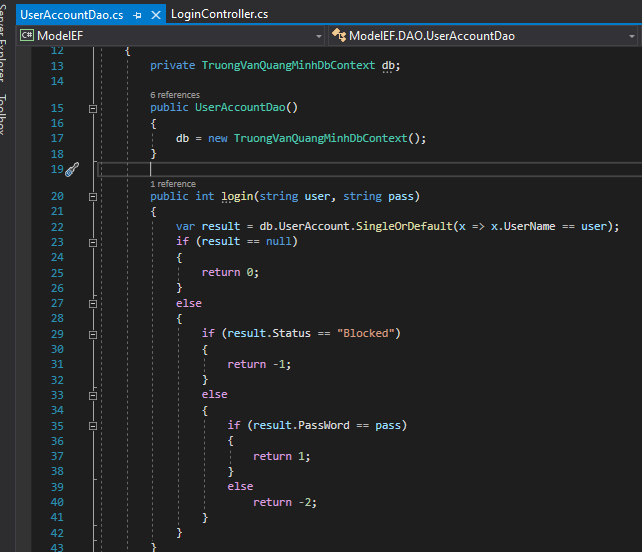 UserAccountDao.cs
LoginController.cs
Server Explorer
Toolbox
C# ModelEF
ModelEF.DAO.UserAccountDao
12 {
13 private TruongVanQuangMinhDbContext db;
14
6 references
15 public UserAccountDao()
16 {
17 db = new TruongVanQuangMinhDbContext();
18 }
19
1 reference
20 public int login(string user, string pass)
21 {
22 var result = db.UserAccount.SingleOrDefault(x => x.UserName == user);
23 if (result == null)
24 {
25 return 0;
26 }
27 else
28 {
29 if (result.Status == "Blocked")
30 {
31 return -1;
32 }
33 else
34 {
35 if (result.PassWord == pass)
36 {
37 return 1;
38 }
39 else
40 return -2;
41 }
42 }
43 }